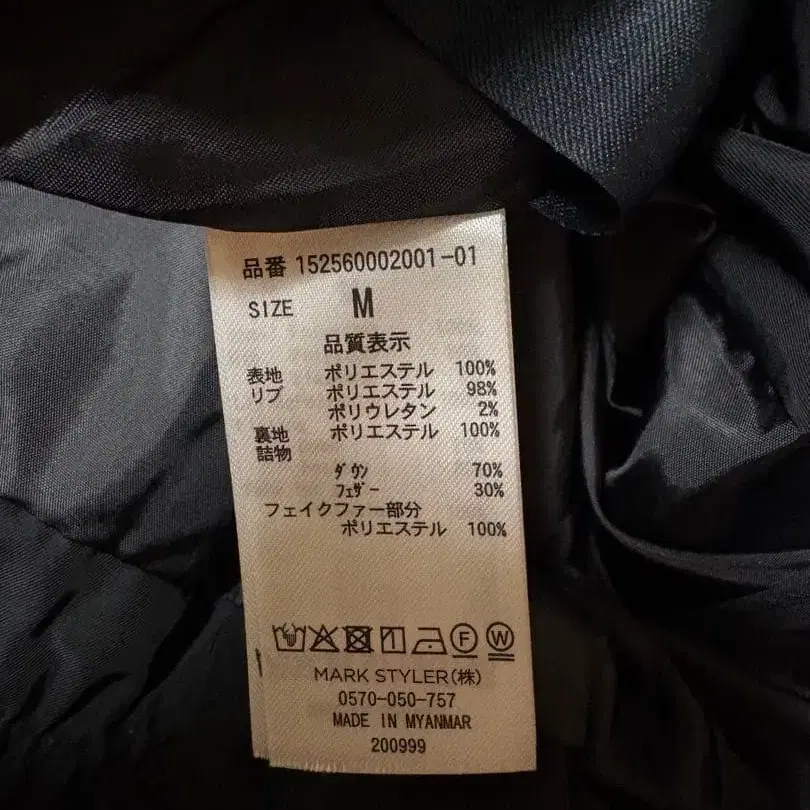 品番 152560002001-01
SIZE M
品質表示
表地 ポリエステル 100%
リブ ポリエステル 98%
ポリウレタン 2%
裏地 ポリエステル 100%
詰物
ﾀﾞｳﾝ 70%
ﾌｪｻﾞｰ 30%
フェイクファー部分
ポリエステル 100%
F W
MARK STYLER(株)
0570-050-757
MADE IN MYANMAR
200999